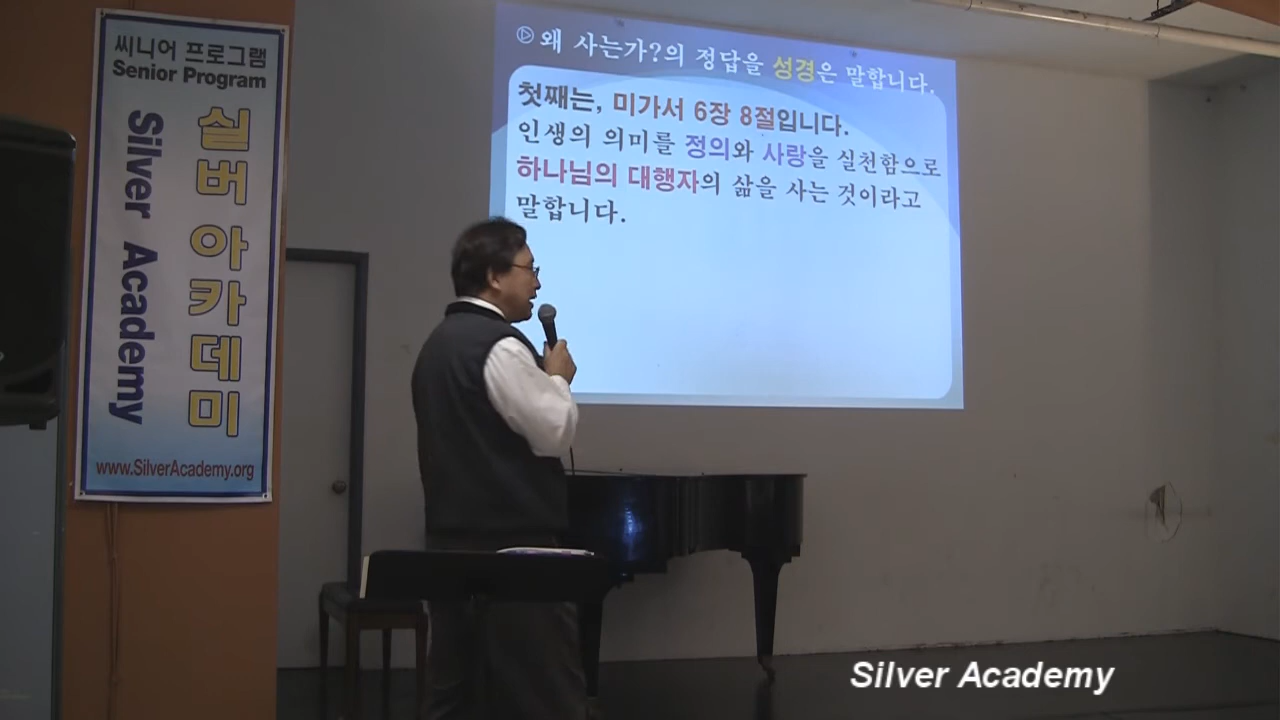 씨니어 프로그램
Senior Program
실버 아카데미
Silver Academy
www.SilverAcademy.org
왜 사는가?의 정답을 성경은 말합니다.
첫째는, 미가서 6장 8절입니다.
인생의 의미를 정의와 사랑을 실천함으로
하나님의 대행자의 삶을 사는 것이라고
말합니다.
Silver Academy